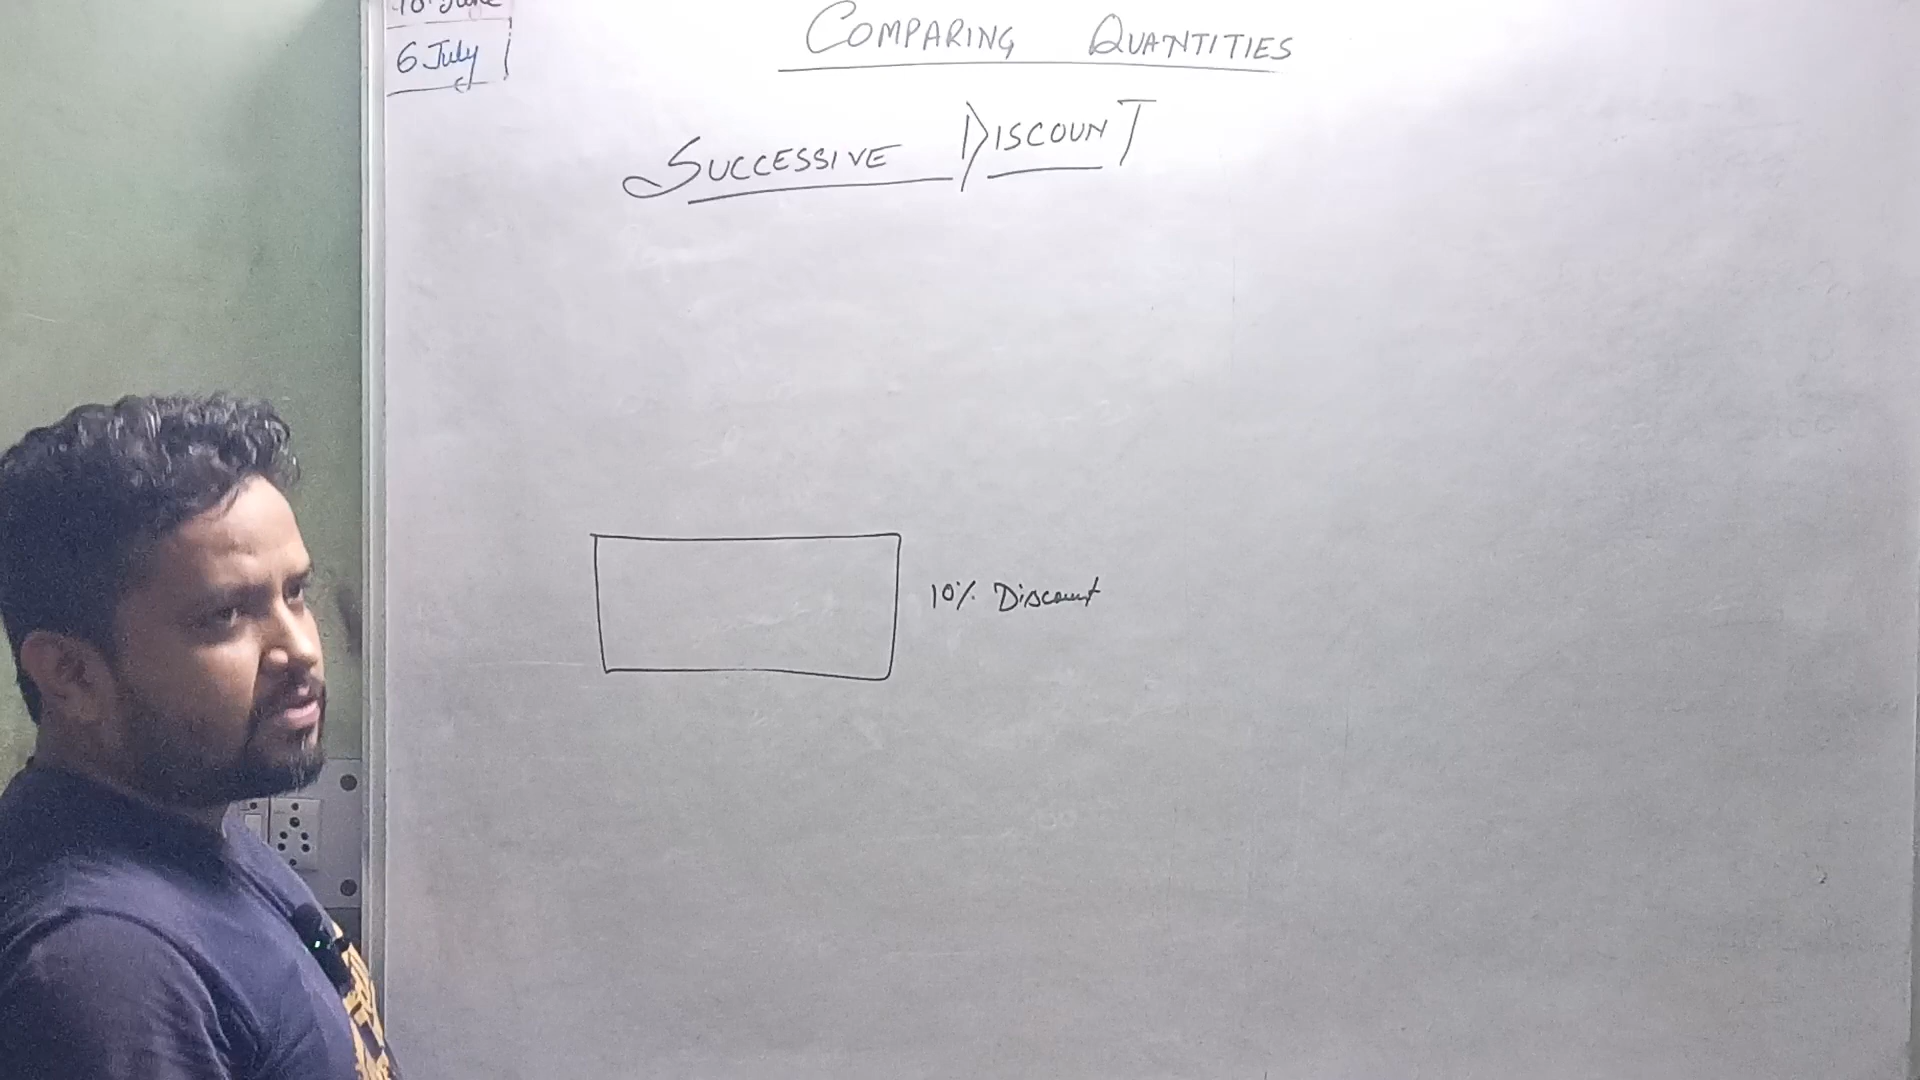 6 July
COMPARING QUANTITIES
SUCCESSIVE DISCOUNT
10% Discount